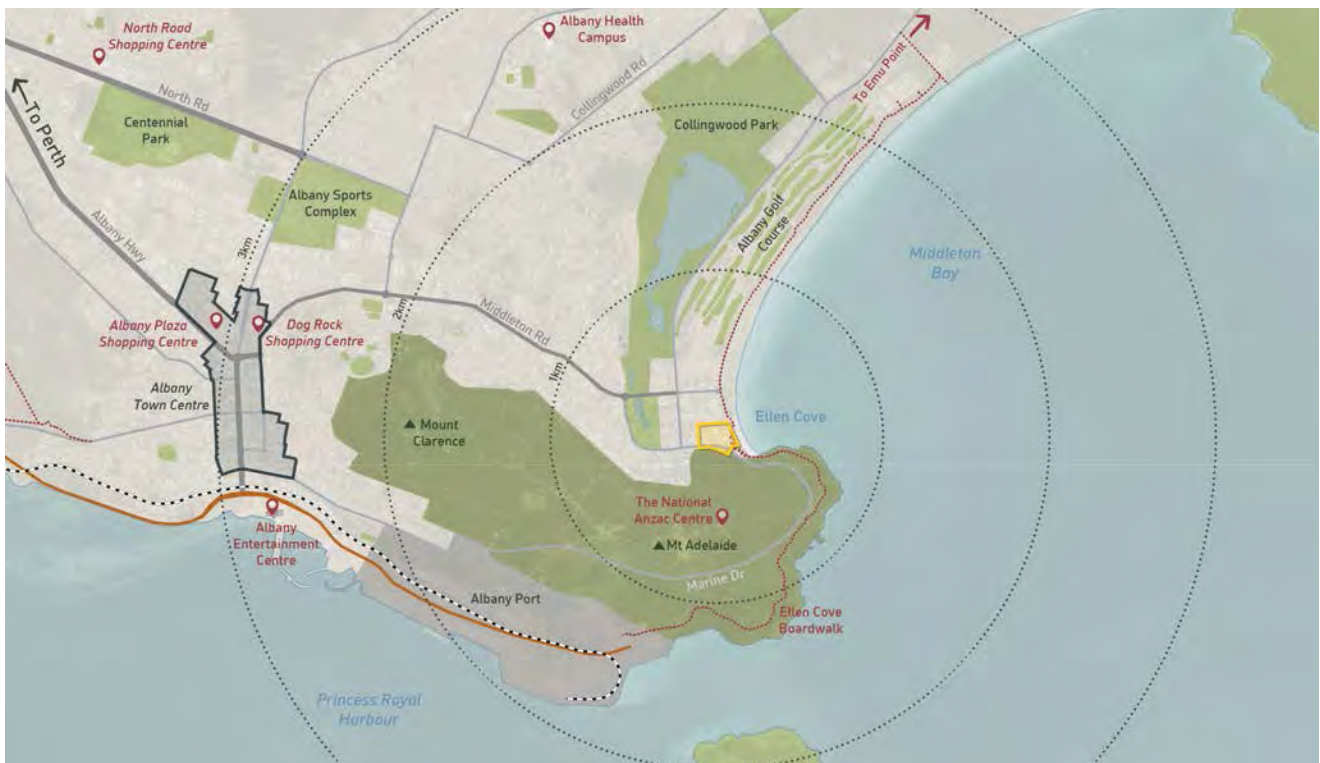 North Road
Shopping Centre
Albany Health
Campus
To Emu Point
To Perth
North Rd
Collingwood Rd
Centennial
Park
Collingwood Park
Albany Sports
Complex
Albany Golf
Course
Albany Hwy
3km
Middleton
Bay
2km
Middleton Rd
Albany Plaza
Shopping Centre
Dog Rock
Shopping Centre
1km
Albany
Town Centre
Mount
Clarence
Ellen Cove
The National
Anzac Centre
Albany
Entertainment
Centre
Mt Adelaide
Marine Dr
Albany Port
Ellen Cove
Boardwalk
Princess Royal
Harbour